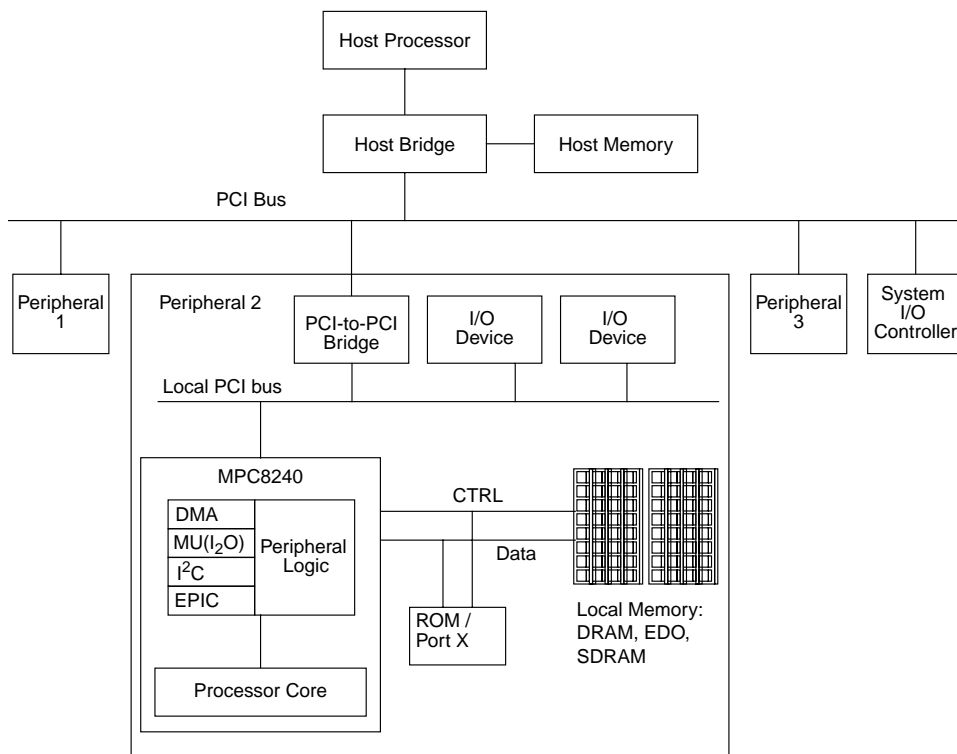 Host Processor
Host Bridge
Host Memory
PCI Bus
Peripheral
1
Peripheral 2
PCI-to-PCI
Bridge
I/O
Device
I/O
Device
Peripheral
3
System
I/O
Controller
Local PCI bus
MPC8240
DMA
MU(I₂O)
I²C
EPIC
Peripheral
Logic
Processor Core
CTRL
Data
ROM /
Port X
Local Memory:
DRAM, EDO,
SDRAM